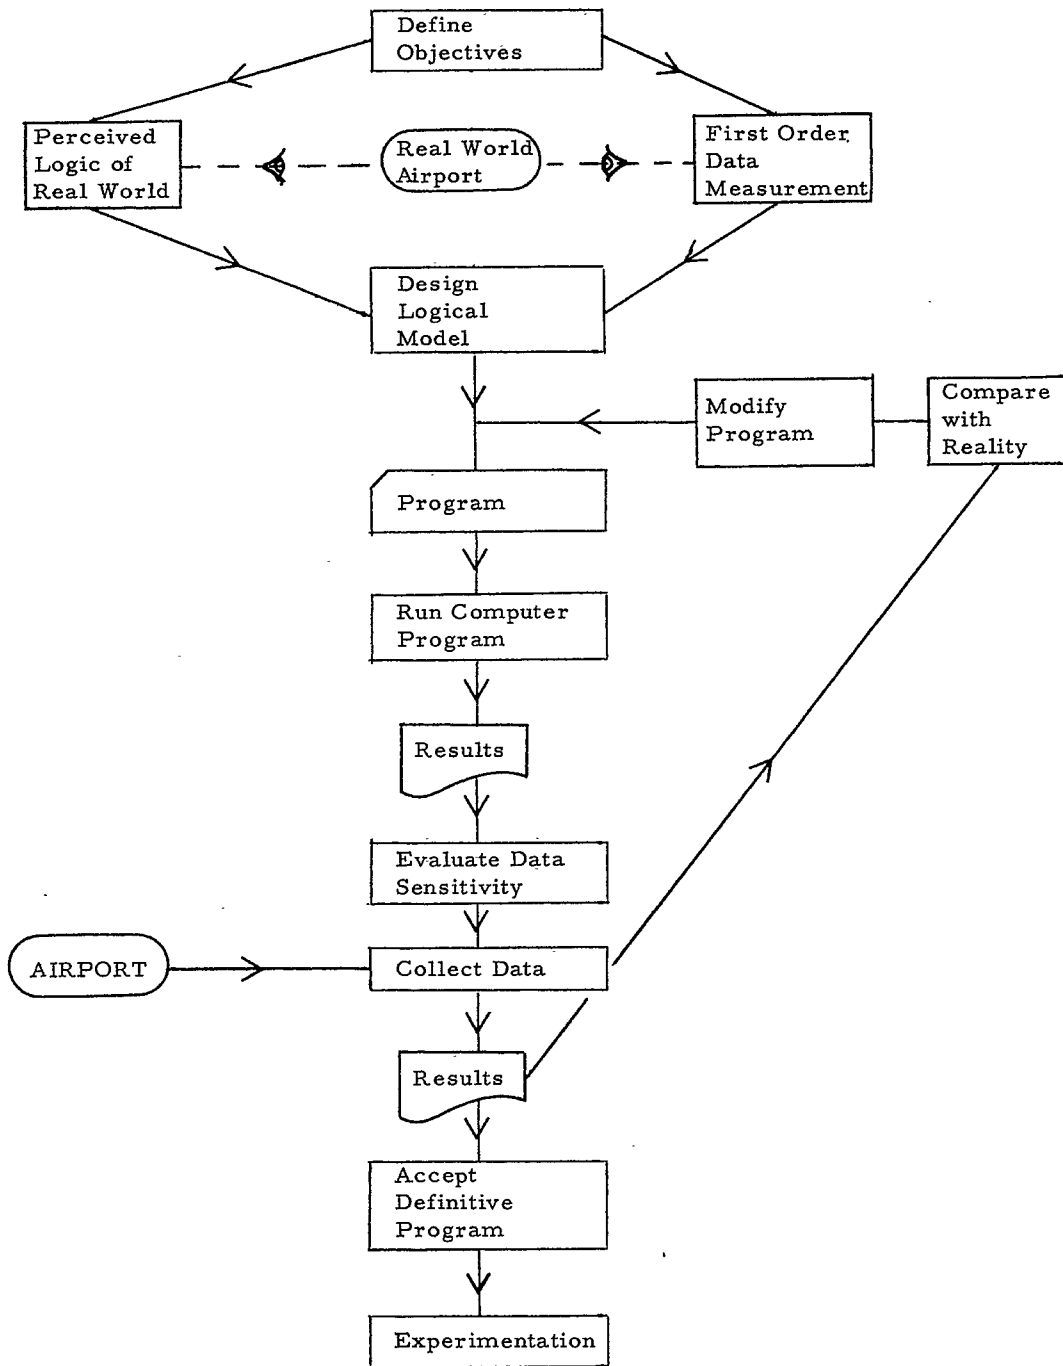 Define
Objectives
Perceived
Logic of
Real World
Real World
Airport
First Order,
Data
Measurement
Design
Logical
Model
Modify
Program
Compare
with
Reality
Program
Run Computer
Program
Results
Evaluate Data
Sensitivity
AIRPORT
Collect Data
Results
Accept
Definitive
Program
Experimentation